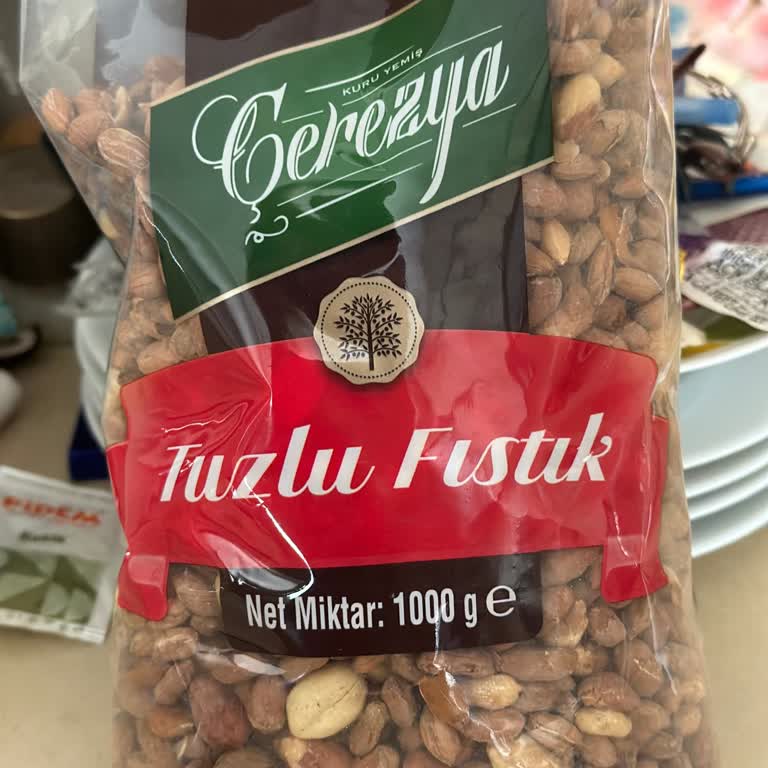 KURU YEMİŞ
Çerezya
Tuzlu Fıstık
Net Miktar: 1000 g ℮